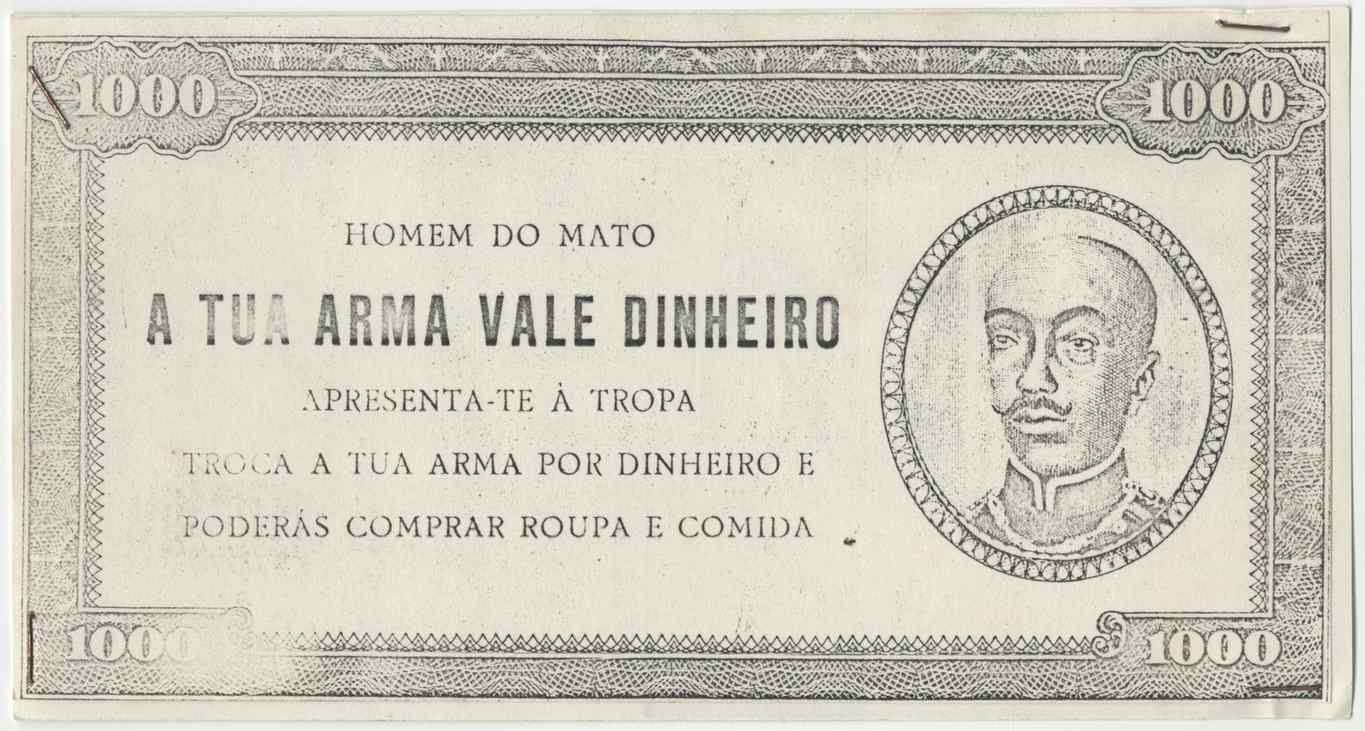 1000 1000
HOMEM DO MATO
A TUA ARMA VALE DINHEIRO
APRESENTA-TE À TROPA
TROCA A TUA ARMA POR DINHEIRO E
PODERÁS COMPRAR ROUPA E COMIDA
1000 1000